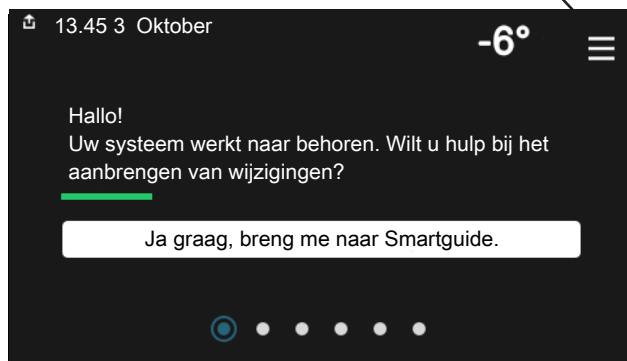 13.45 3 Oktober
-6°
Hallo!
Uw systeem werkt naar behoren. Wilt u hulp bij het
aanbrengen van wijzigingen?
Ja graag, breng me naar Smartguide.